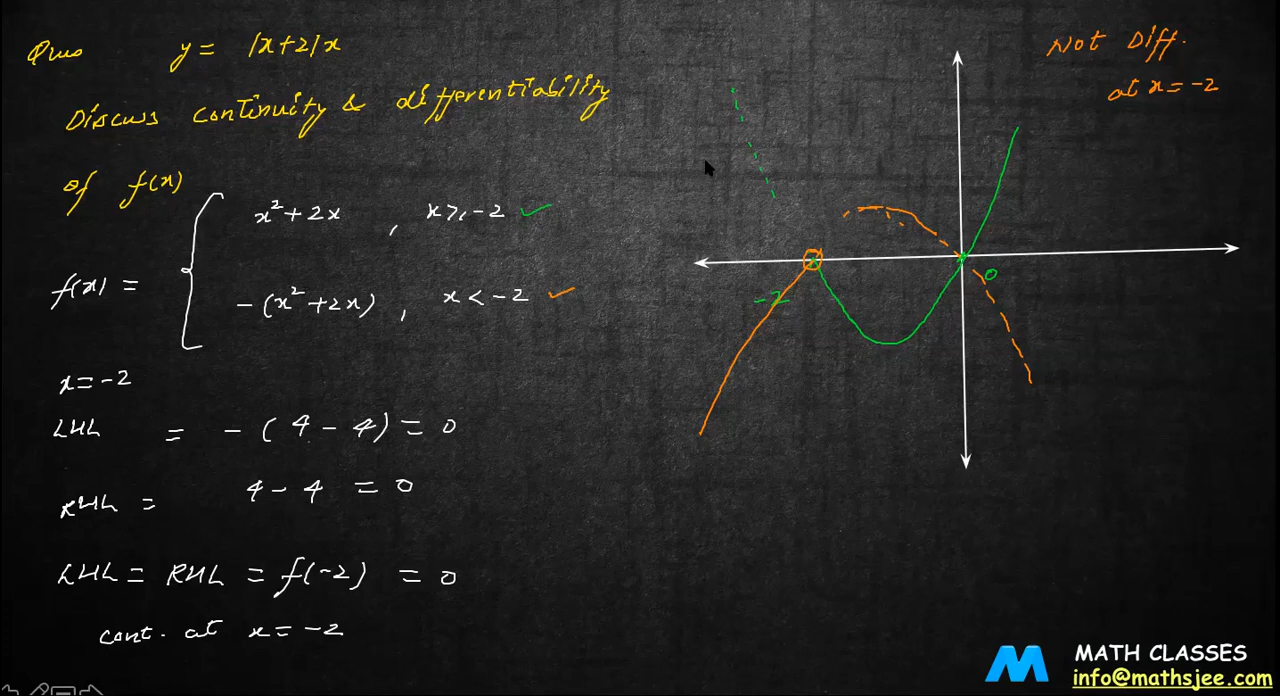 Ques y = |x+2|x
Discuss continuity & differentiability
of f(x)
f(x) = { x² + 2x , x ≥ -2 ✓
-(x² + 2x) , x < -2 ✓
x = -2
LHL = -(4 - 4) = 0
RHL = 4 - 4 = 0
LHL = RHL = f(-2) = 0
cont. at x = -2
Not Diff.
at x = -2
-2
0
MATH CLASSES
info@mathsjee.com